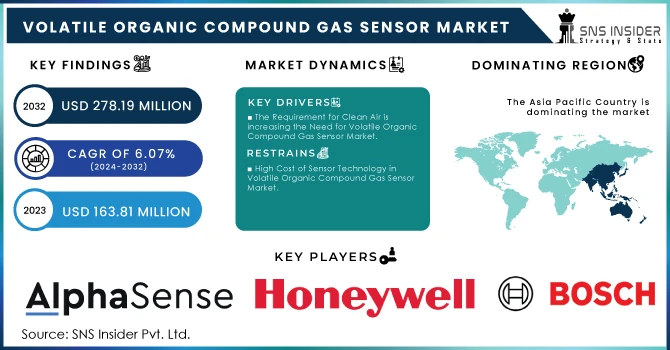 VOLATILE ORGANIC COMPOUND GAS SENSOR MARKET
SNS INSIDER
Strategy & Stats
KEY FINDINGS
2032
USD 278.19 MILLION
CAGR OF 6.07%
(2024-2032)
2023
USD 163.81 MILLION
MARKET DYNAMICS
KEY DRIVERS
The Requirement for Clean Air is
increasing the Need for Volatile Organic
Compound Gas Sensor Market.
RESTRAINS
High Cost of Sensor Technology in
Volatile Organic Compound Gas Sensor
Market.
DOMINATING REGION
The Asia Pacific Country is
dominating the market
KEY PLAYERS
AlphaSense
Honeywell
BOSCH
Source: SNS Insider Pvt. Ltd.